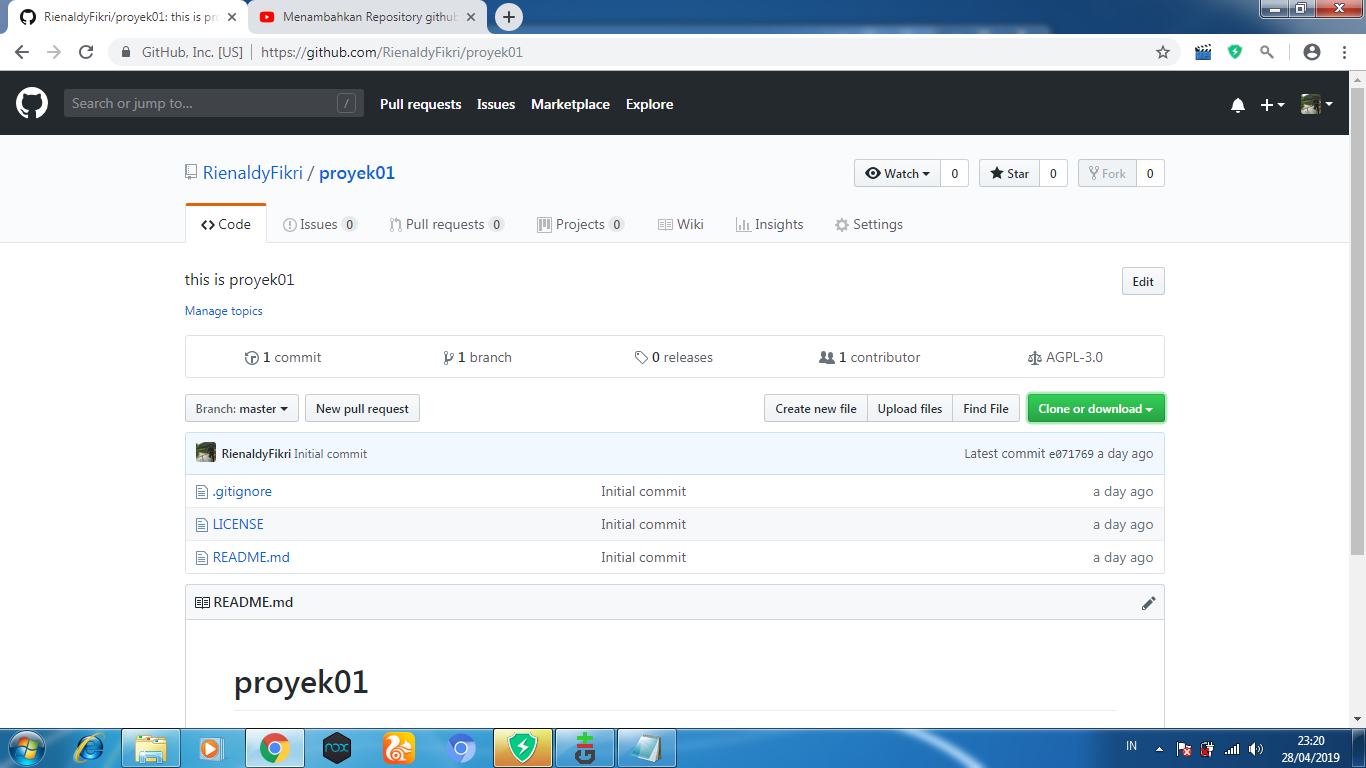 RienaldyFikri/proyek01: this is pro
Menambahkan Repository github
GitHub, Inc. [US]
https://github.com/RienaldyFikri/proyek01
Search or jump to...
/
Pull requests
Issues
Marketplace
Explore
RienaldyFikri / proyek01
Watch
0
Star
0
Fork
0
Code
Issues 0
Pull requests 0
Projects 0
Wiki
Insights
Settings
this is proyek01
Edit
Manage topics
1 commit
1 branch
0 releases
1 contributor
AGPL-3.0
Branch: master
New pull request
Create new file
Upload files
Find File
Clone or download
RienaldyFikri Initial commit
Latest commit e071769 a day ago
.gitignore
Initial commit
a day ago
LICENSE
Initial commit
a day ago
README.md
Initial commit
a day ago
README.md
proyek01
nox
IN
23:20
28/04/2019